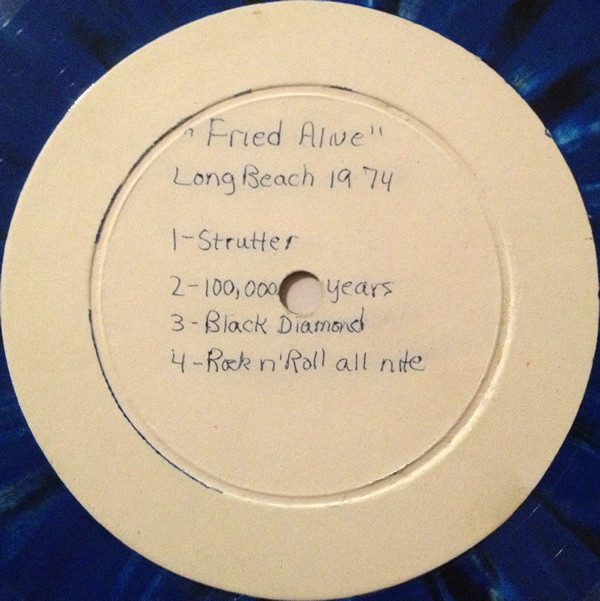 "Fried Alive"
Long Beach 1974
1-Strutter
2-100,000 years
3-Black Diamond
4-Rock n' Roll all nite